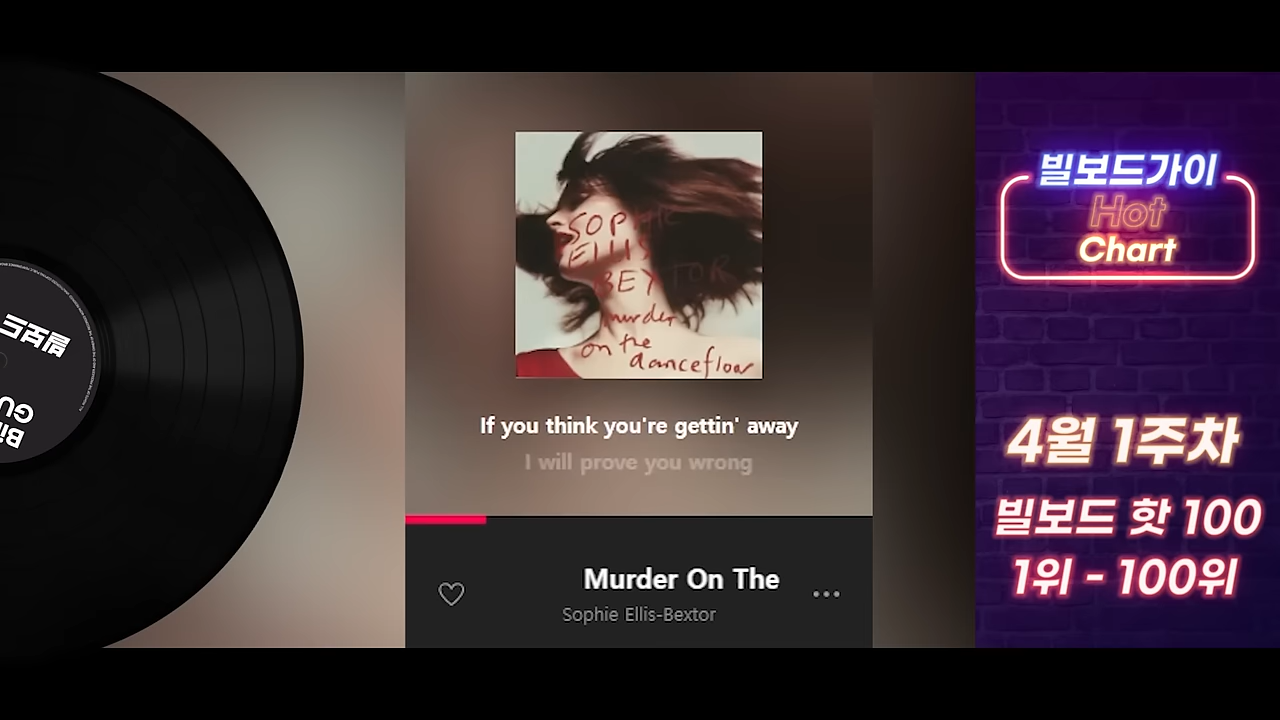 SOPHIE
ELLIS
BEXTOR
murder
on the
dancefloor
If you think you're gettin' away
I will prove you wrong
Murder On The
Sophie Ellis-Bextor
빌보드가이
Hot
Chart
4월 1주차
빌보드 핫 100
1위 - 100위